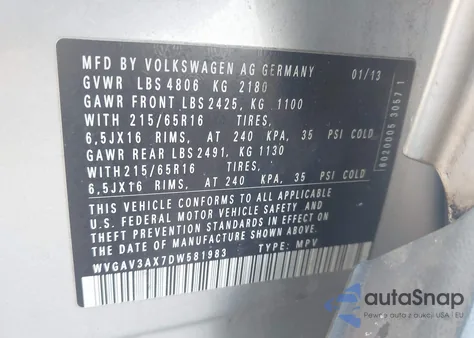 MFD BY VOLKSWAGEN AG GERMANY 01/13
GVWR LBS 4806 KG 2180
GAWR FRONT LBS 2425, KG 1100
WITH 215/65R16 TIRES,
6,5JX16 RIMS, AT 240 KPA, 35 PSI COLD
GAWR REAR LBS 2491, KG 1130
WITH 215/65R16 TIRES,
6,5JX16 RIMS, AT 240 KPA, 35 PSI COLD
THIS VEHICLE CONFORMS TO ALL APPLICABLE
U.S. FEDERAL MOTOR VEHICLE SAFETY AND
THEFT PREVENTION STANDARDS IN EFFECT ON
THE DATE OF MANUFACTURE SHOWN ABOVE.
WVGAV3AX7DW581983 TYPE: MPV
autoSnap
Pewne auto z USA i EU